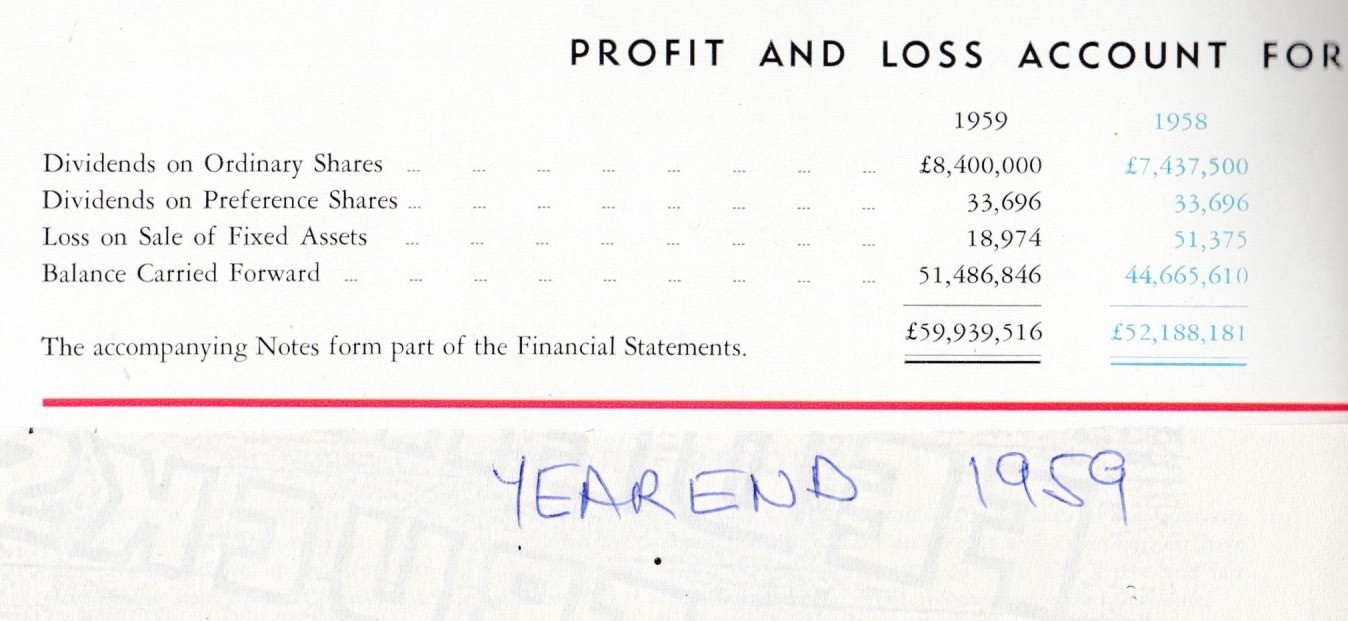 PROFIT AND LOSS ACCOUNT FOR
1959 1958
Dividends on Ordinary Shares ... ... ... ... ... ... ... ... £8,400,000 £7,437,500
Dividends on Preference Shares ... ... ... ... ... ... ... ... 33,696 33,696
Loss on Sale of Fixed Assets ... ... ... ... ... ... ... ... 18,974 51,375
Balance Carried Forward ... ... ... ... ... ... ... ... ... 51,486,846 44,665,610
£59,939,516 £52,188,181
The accompanying Notes form part of the Financial Statements.
YEAR END 1959